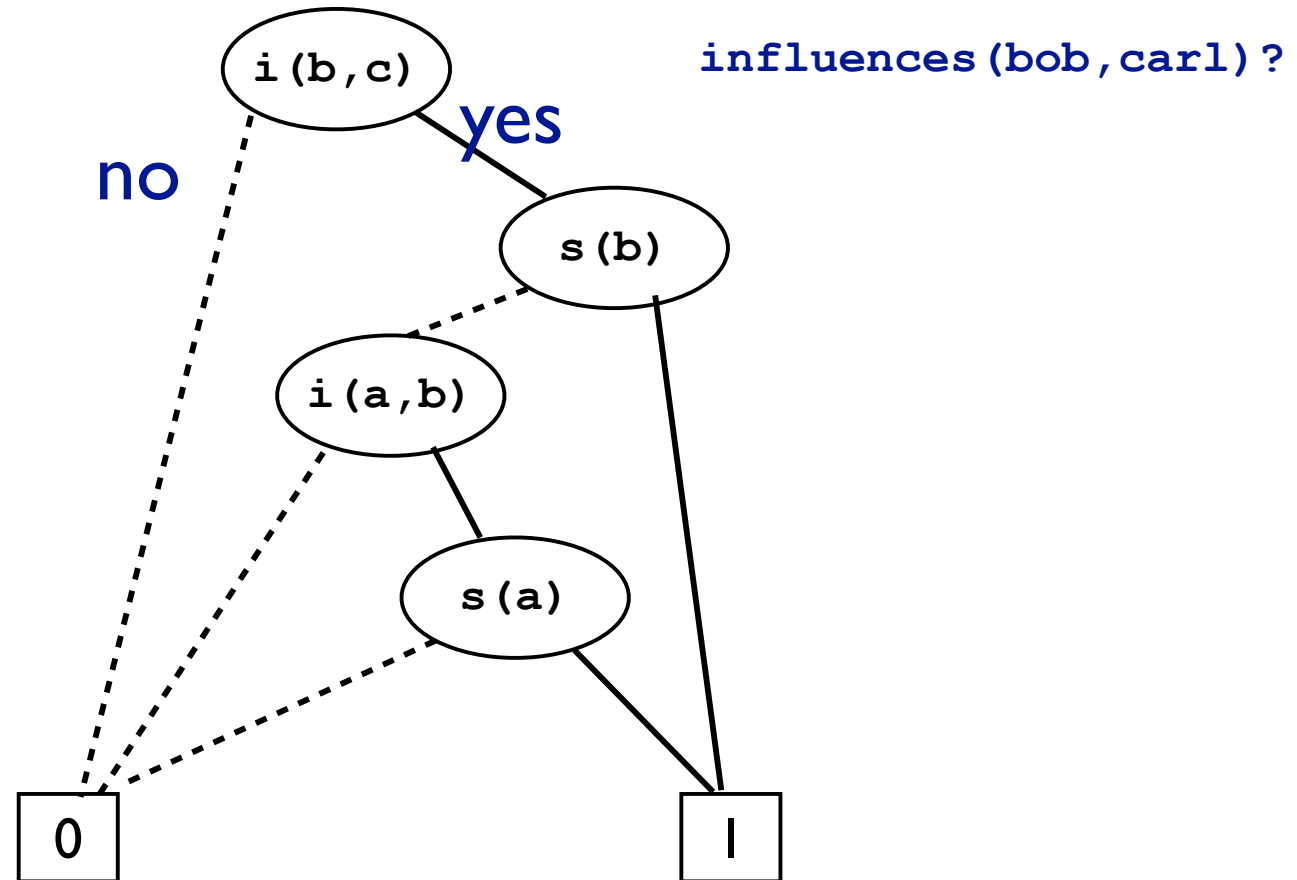 i(b,c)
influences(bob,carl)?
yes
no
s(b)
i(a,b)
s(a)
0
1